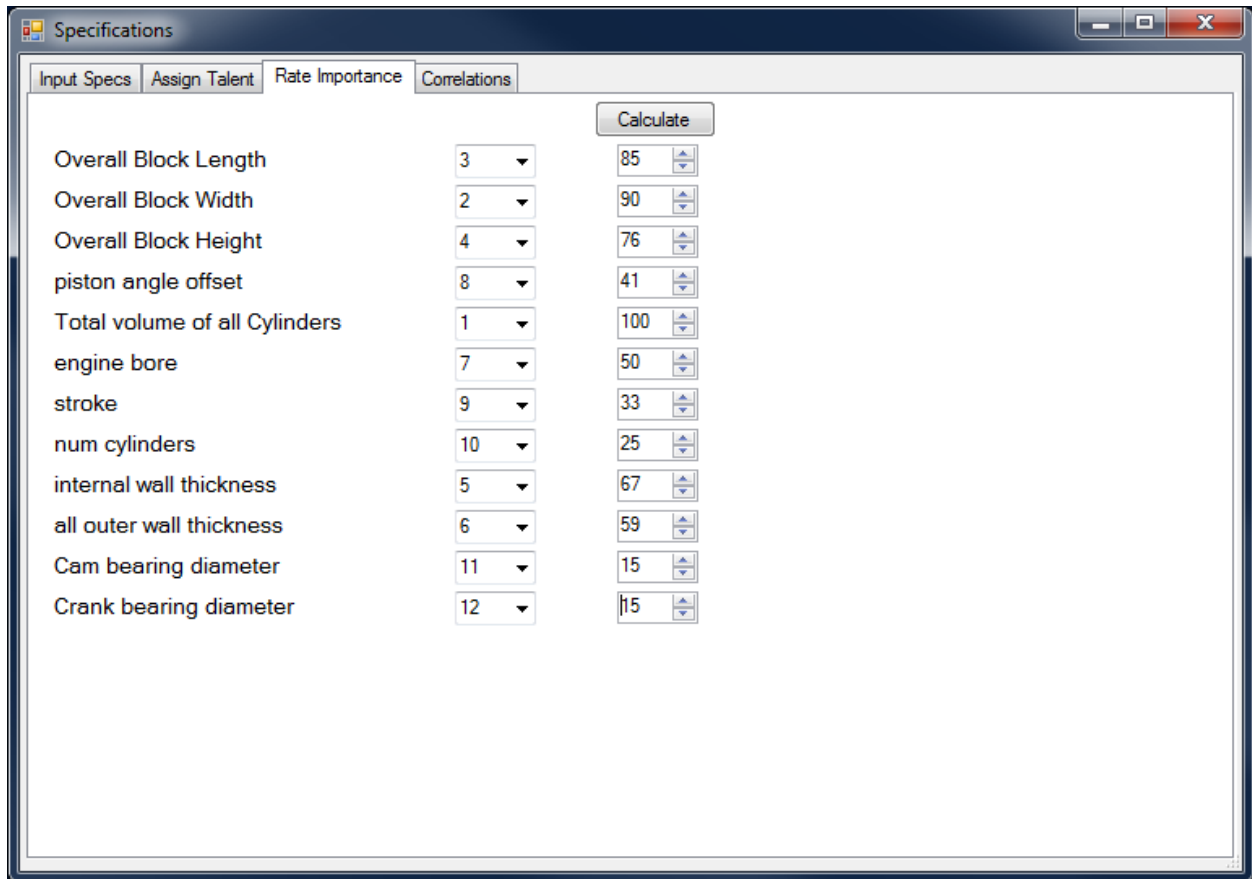 Specifications
Input Specs Assign Talent Rate Importance Correlations
Calculate
Overall Block Length 3 85
Overall Block Width 2 90
Overall Block Height 4 76
piston angle offset 8 41
Total volume of all Cylinders 1 100
engine bore 7 50
stroke 9 33
num cylinders 10 25
internal wall thickness 5 67
all outer wall thickness 6 59
Cam bearing diameter 11 15
Crank bearing diameter 12 15